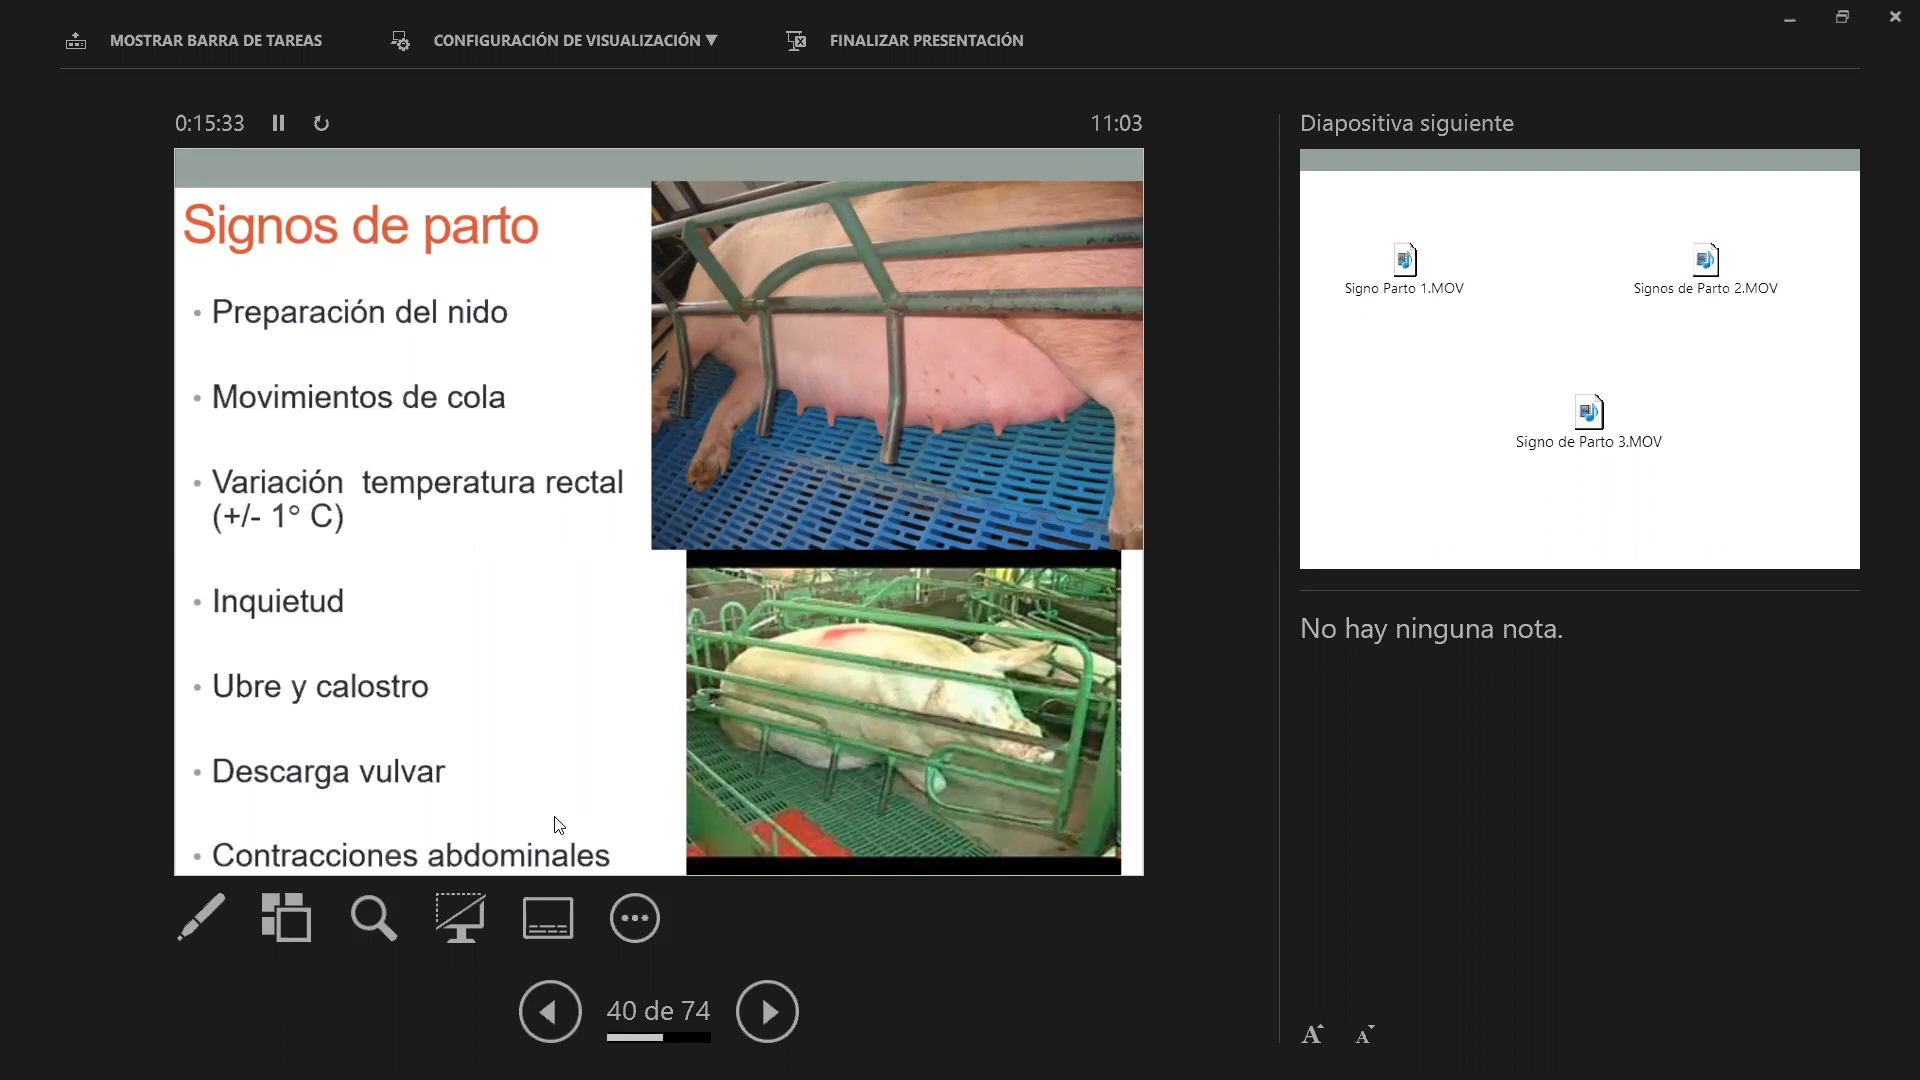 MOSTRAR BARRA DE TAREAS
CONFIGURACIÓN DE VISUALIZACIÓN ▼
FINALIZAR PRESENTACIÓN
0:15:33
11:03
Signos de parto
• Preparación del nido
• Movimientos de cola
• Variación temperatura rectal
(+/- 1° C)
• Inquietud
• Ubre y calostro
• Descarga vulvar
• Contracciones abdominales
40 de 74
Diapositiva siguiente
Signo Parto 1.MOV
Signos de Parto 2.MOV
Signo de Parto 3.MOV
No hay ninguna nota.
A A